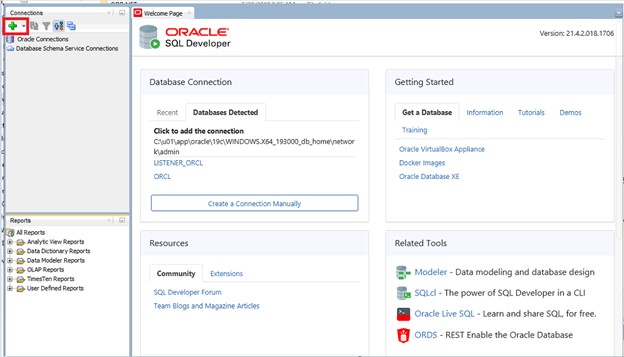 Connections
Oracle Connections
Database Schema Service Connections
Reports
All Reports
Analytic View Reports
Data Dictionary Reports
Data Modeler Reports
OLAP Reports
TimesTen Reports
User Defined Reports
Welcome Page
ORACLE
SQL Developer
Version: 21.4.2.018.1706
Database Connection
Recent
Databases Detected
Click to add the connection
C:\u01\app\oracle\19c\WINDOWS.X64_193000_db_home\networ
k\admin
LISTENER_ORCL
ORCL
Create a Connection Manually
Getting Started
Get a Database
Information
Tutorials
Demos
Training
Oracle VirtualBox Appliance
Docker Images
Oracle Database XE
Resources
Community
Extensions
SQL Developer Forum
Team Blogs and Magazine Articles
Related Tools
Modeler - Data modeling and database design
SQLcl - The power of SQL Developer in a CLI
Oracle Live SQL - Learn and share SQL, for free.
ORDS - REST Enable the Oracle Database